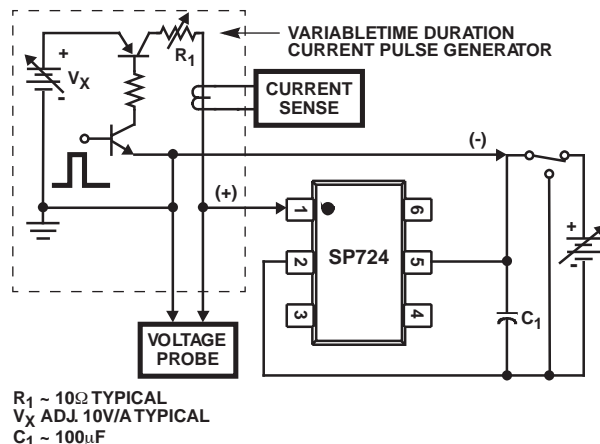 VARIABLETIME DURATION
CURRENT PULSE GENERATOR
+
R1
VX
-
CURRENT
SENSE
(-)
(+)
1
6
+
SP724
2
5
-
3
4
C1
VOLTAGE
PROBE
R1 ~ 10Ω TYPICAL
VX ADJ. 10V/A TYPICAL
C1 ~ 100μF